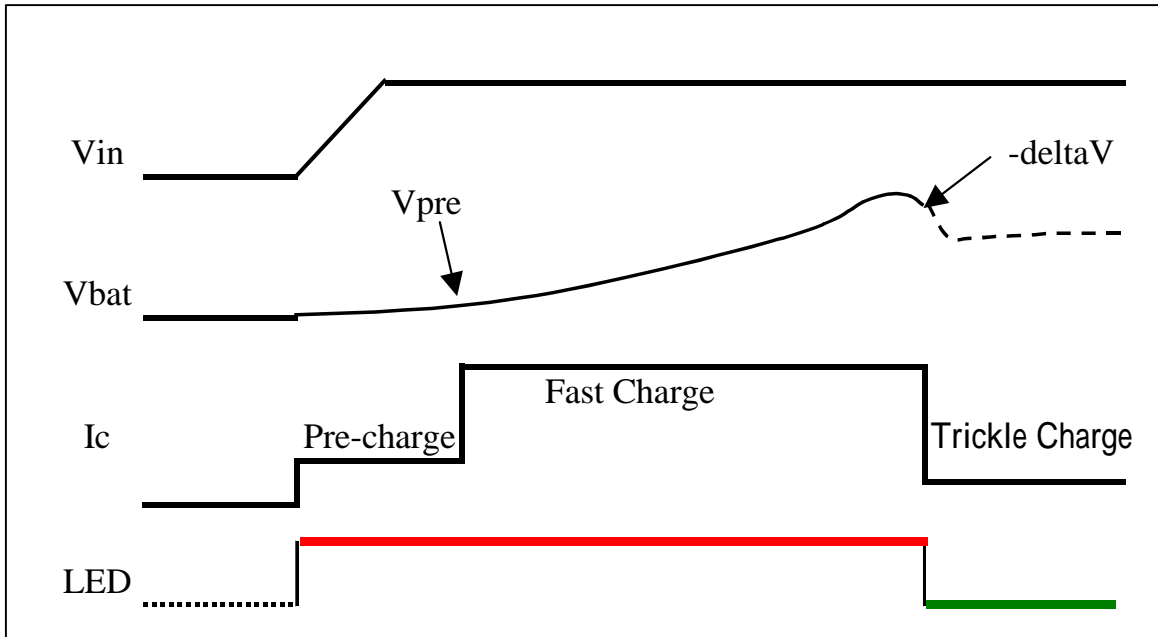 Vin
-deltaV
Vpre
Vbat
Fast Charge
Ic
Pre-charge
Trickle Charge
LED